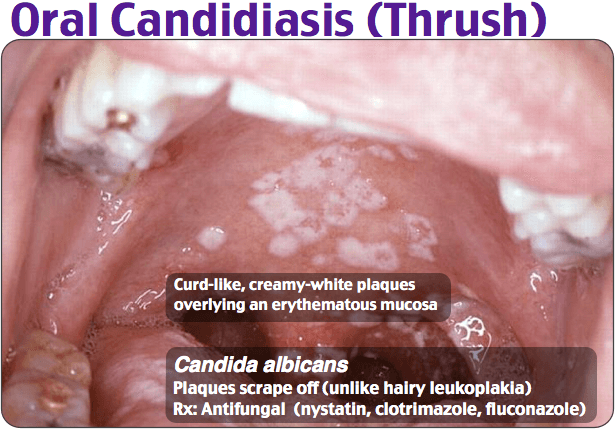 Oral Candidiasis (Thrush)
Curd-like, creamy-white plaques
overlying an erythematous mucosa
Candida albicans
Plaques scrape off (unlike hairy leukoplakia)
Rx: Antifungal (nystatin, clotrimazole, fluconazole)